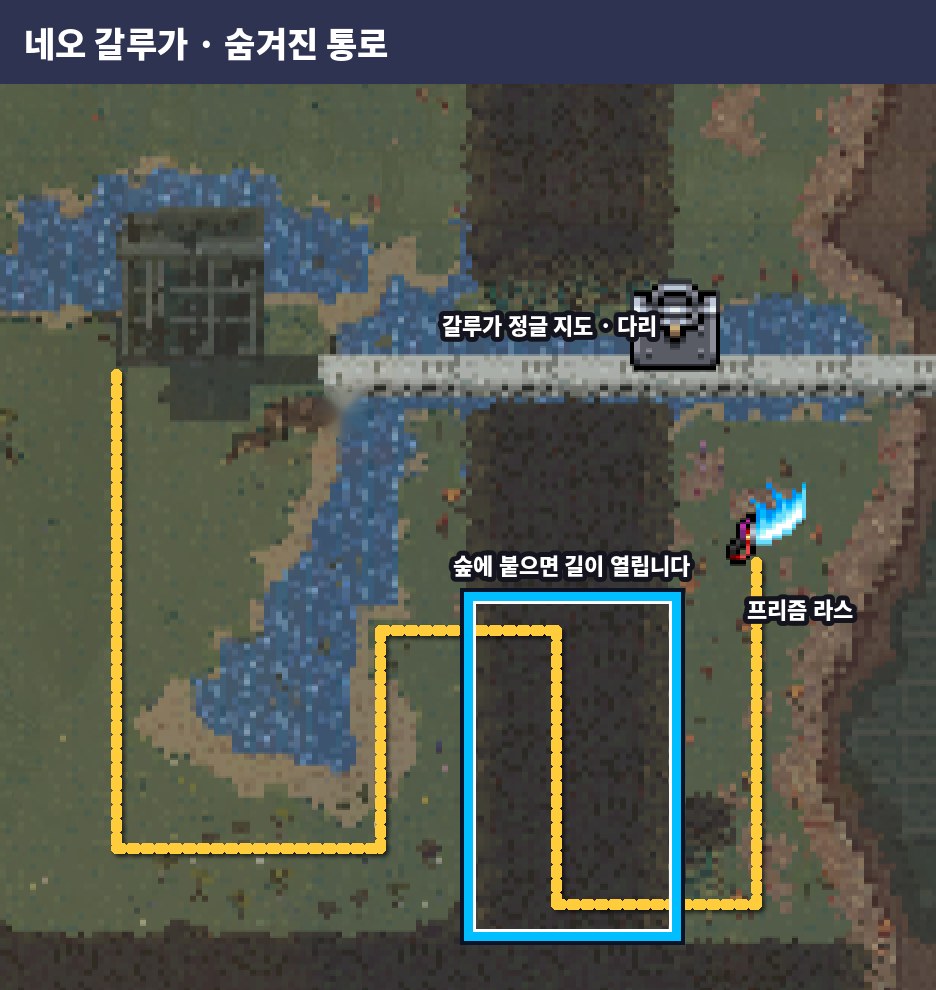 네오 갈루가 · 숨겨진 통로
갈루가 정글 지도 · 다리
숲에 붙으면 길이 열립니다
프리즘 라스